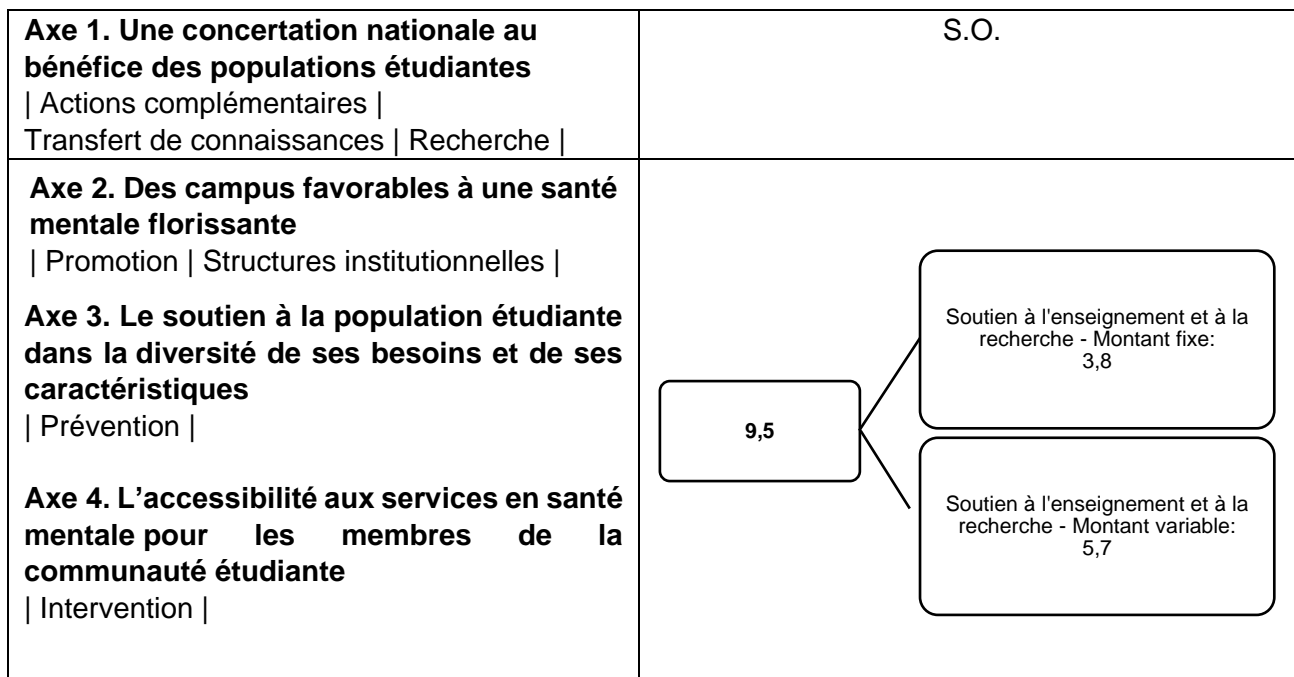 Axe 1. Une concertation nationale au
bénéfice des populations étudiantes
| Actions complémentaires |
Transfert de connaissances | Recherche |
S.O.
Axe 2. Des campus favorables à une santé
mentale florissante
| Promotion | Structures institutionnelles |
Axe 3. Le soutien à la population étudiante
dans la diversité de ses besoins et de ses
caractéristiques
| Prévention |
Axe 4. L’accessibilité aux services en santé
mentale pour les membres de la
communauté étudiante
| Intervention |
9,5
Soutien à l'enseignement et à la
recherche - Montant fixe:
3,8
Soutien à l'enseignement et à la
recherche - Montant variable:
5,7